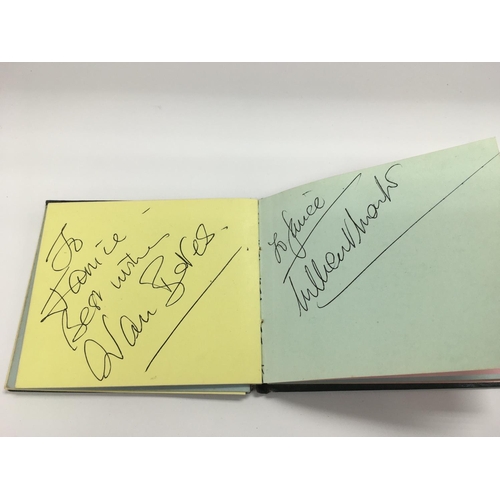 To
Janice -
Best wishes
Alan Bates.
To Janice